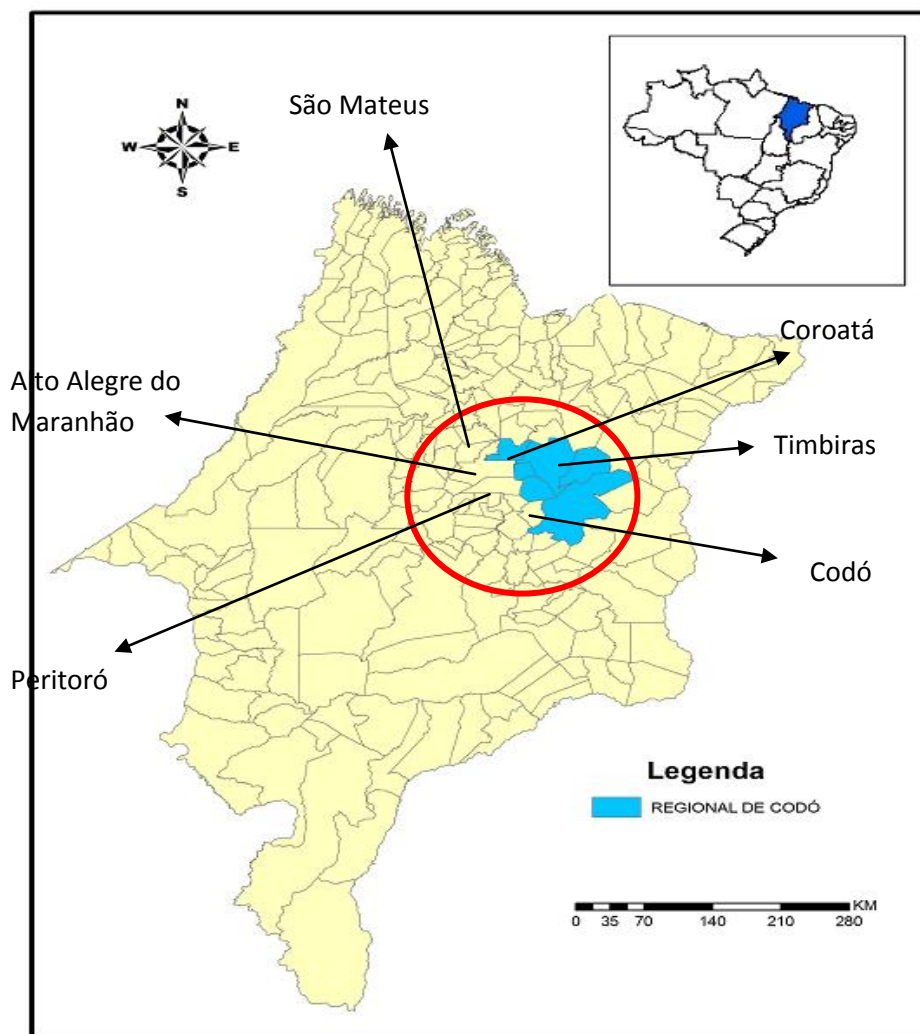 São Mateus
N
W E
S
Coroatá
Alto Alegre do
Maranhão
Timbiras
Codó
Peritoró
Legenda
REGIONAL DE CODÓ
KM
0 35 70 140 210 280